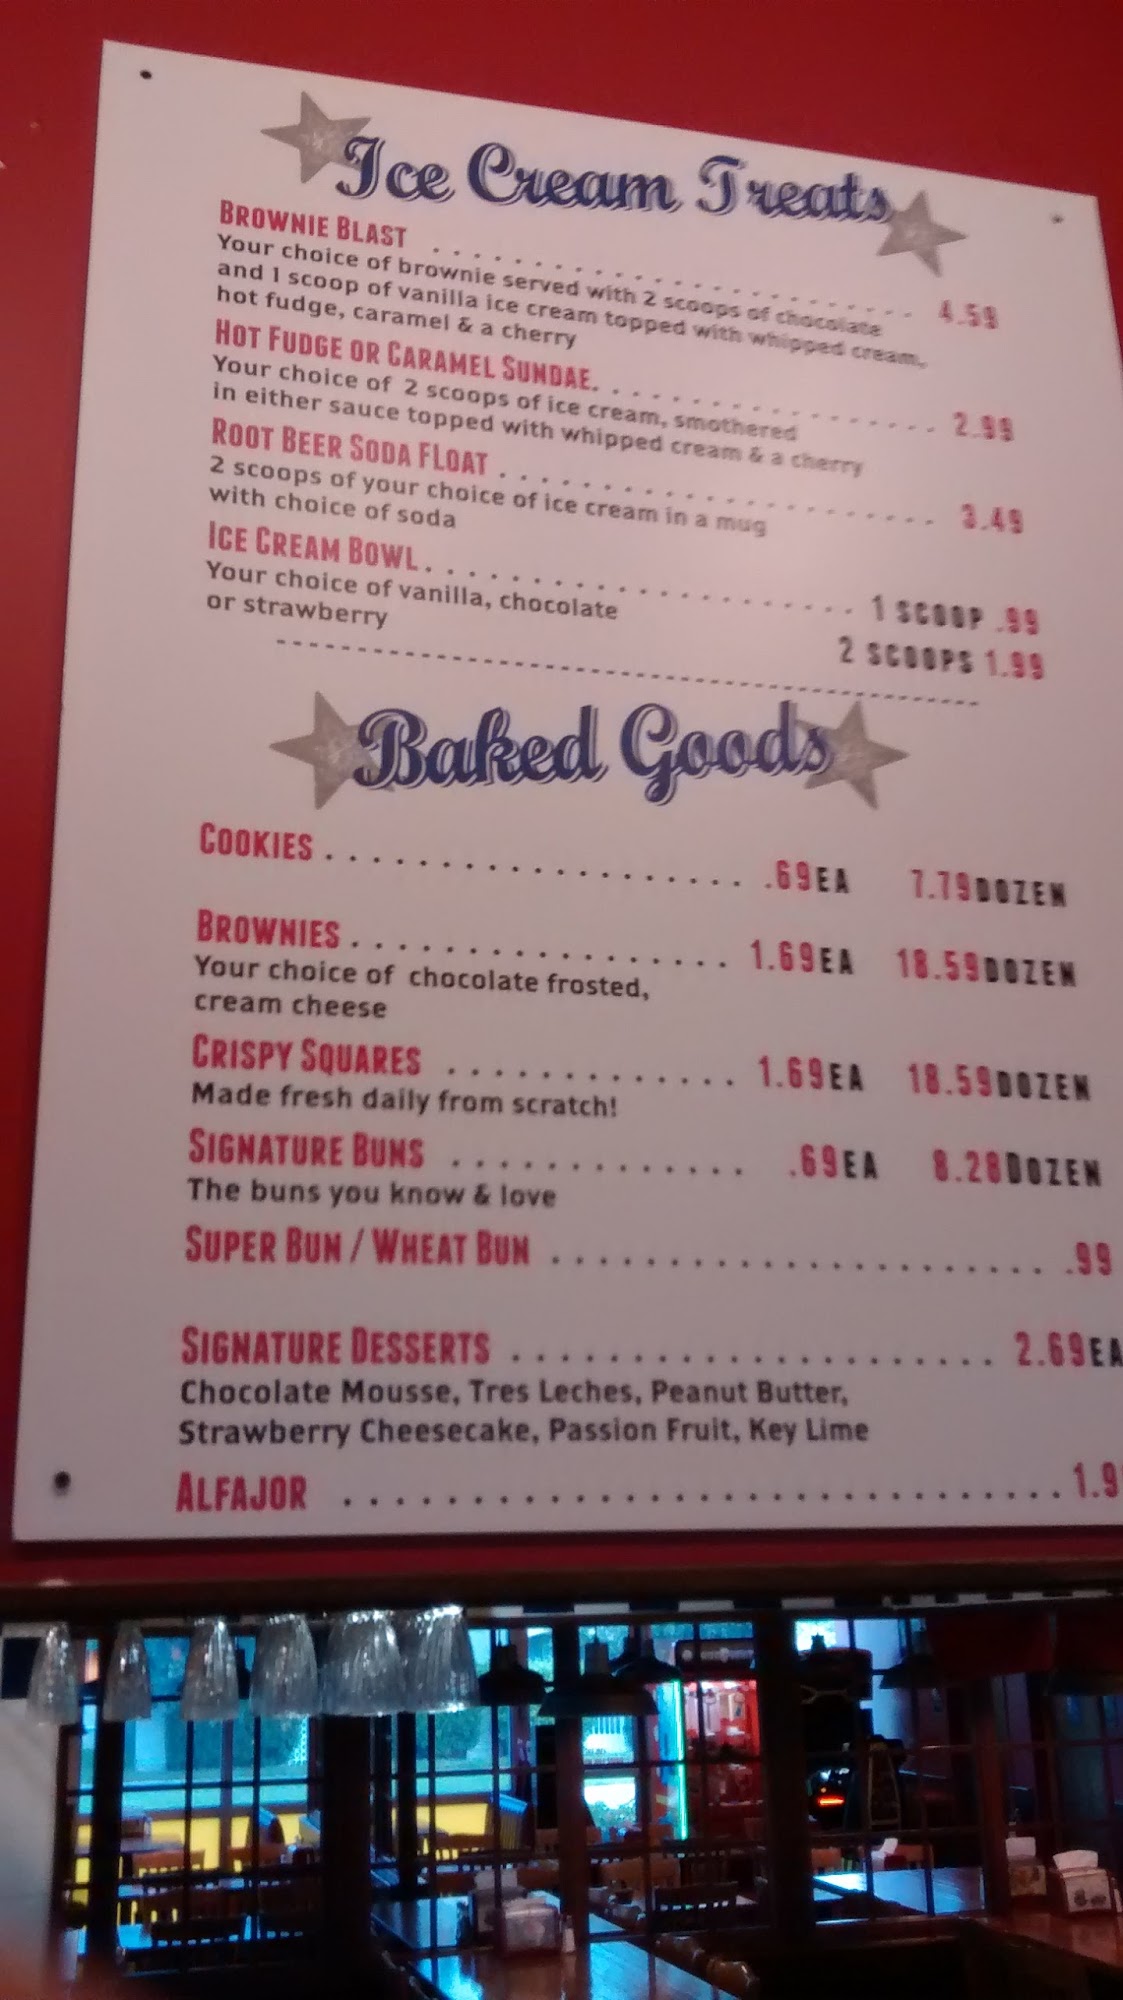 Ice Cream Treats
BROWNIE BLAST . . . . . . . . . . . . . . . . . . . . . . . 4.59
Your choice of brownie served with 2 scoops of chocolate
and 1 scoop of vanilla ice cream topped with whipped cream,
hot fudge, caramel & a cherry
HOT FUDGE OR CARAMEL SUNDAE. . . . . . . . . . . . . . . . . 2.99
Your choice of 2 scoops of ice cream, smothered
in either sauce topped with whipped cream & a cherry
ROOT BEER SODA FLOAT . . . . . . . . . . . . . . . . . . . . . 3.49
2 scoops of your choice of ice cream in a mug
with choice of soda
ICE CREAM BOWL . . . . . . . . . . . . . . . . . . . . . 1 SCOOP .99
Your choice of vanilla, chocolate
or strawberry
2 SCOOPS 1.99
Baked Goods
COOKIES . . . . . . . . . . . . . . . . . . . .69EA 7.79DOZEN
BROWNIES . . . . . . . . . . . . . . . . . 1.69EA 18.59DOZEN
Your choice of chocolate frosted,
cream cheese
CRISPY SQUARES . . . . . . . . . . . . . 1.69EA 18.59DOZEN
Made fresh daily from scratch!
SIGNATURE BUNS . . . . . . . . . . . . . .69EA 8.28DOZEN
The buns you know & love
SUPER BUN / WHEAT BUN . . . . . . . . . . . . . . . . . . . . . . .99
SIGNATURE DESSERTS . . . . . . . . . . . . . . . . . . . . . 2.69EA
Chocolate Mousse, Tres Leches, Peanut Butter,
Strawberry Cheesecake, Passion Fruit, Key Lime
ALFAJOR . . . . . . . . . . . . . . . . . . . . . . . . . . . . . . . . 1.9